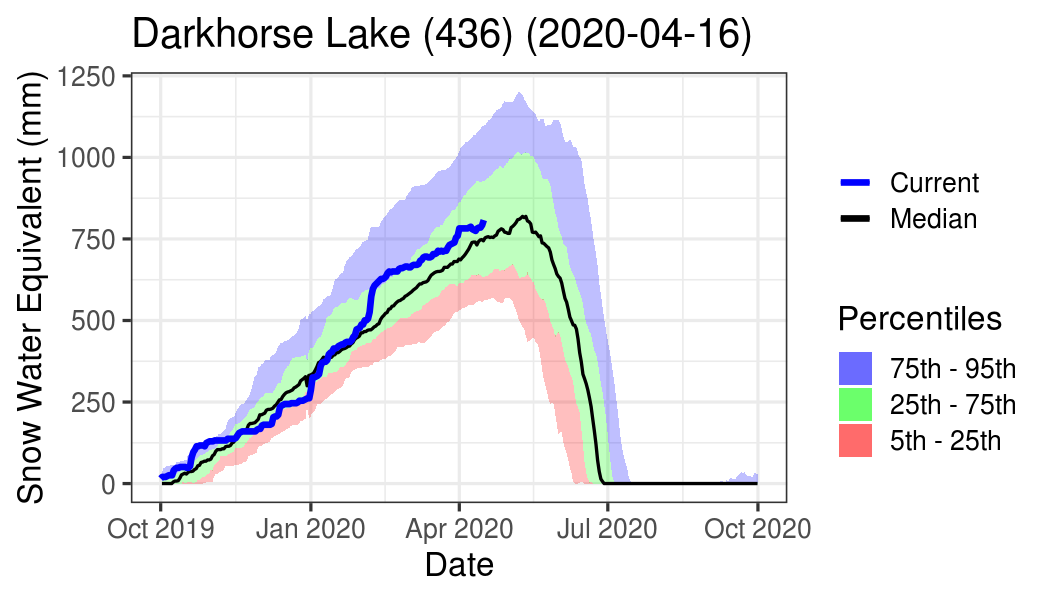 Darkhorse Lake (436) (2020-04-16)
Snow Water Equivalent (mm)
1250
1000
750
500
250
0
Oct 2019
Jan 2020
Apr 2020
Jul 2020
Oct 2020
Date
Current
Median
Percentiles
75th - 95th
25th - 75th
5th - 25th